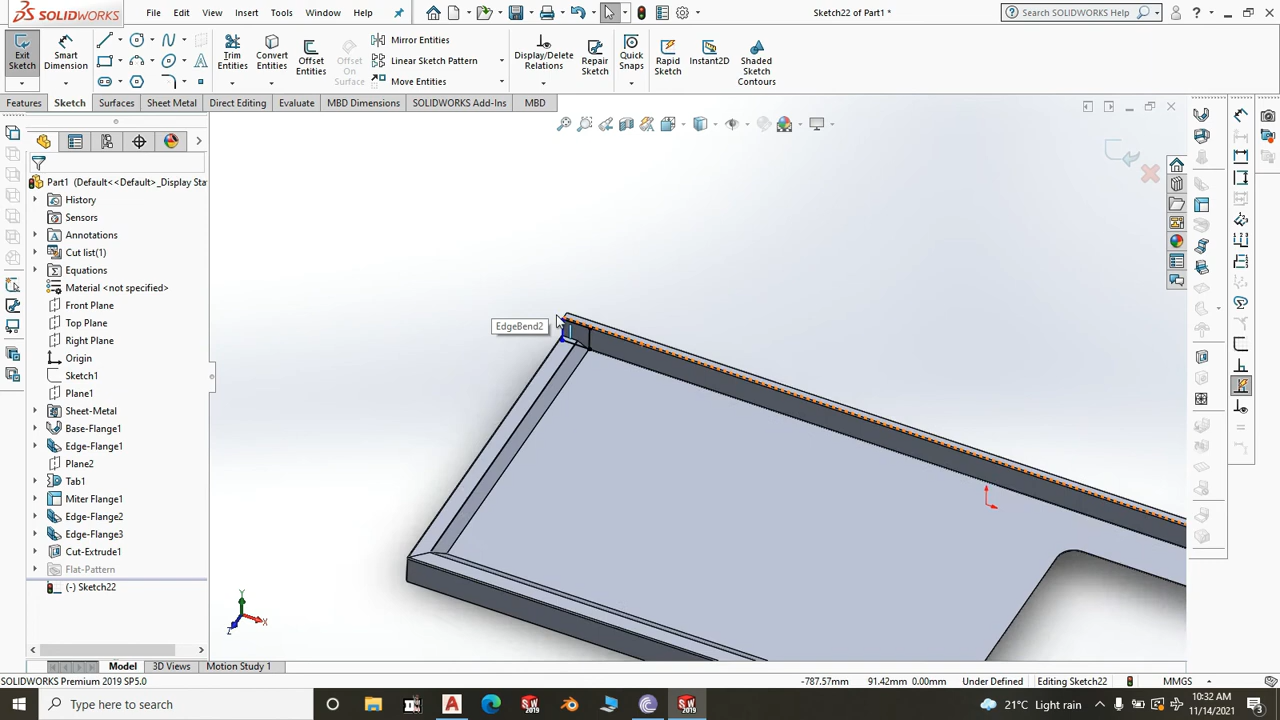 SOLIDWORKS
File Edit View Insert Tools Window Help
Sketch22 of Part1 *
Search SOLIDWORKS Help
Exit Sketch
Smart Dimension
Trim Entities
Convert Entities
Offset Entities
Offset On Surface
Mirror Entities
Linear Sketch Pattern
Move Entities
Display/Delete Relations
Repair Sketch
Quick Snaps
Rapid Sketch
Instant2D
Shaded Sketch Contours
Features Sketch Surfaces Sheet Metal Direct Editing Evaluate MBD Dimensions SOLIDWORKS Add-Ins MBD
Part1 (Default<<Default>_Display Sta
History
Sensors
Annotations
Cut list(1)
Equations
Material <not specified>
Front Plane
Top Plane
Right Plane
Origin
Sketch1
Plane1
Sheet-Metal
Base-Flange1
Edge-Flange1
Plane2
Tab1
Miter Flange1
Edge-Flange2
Edge-Flange3
Cut-Extrude1
Flat-Pattern
(-) Sketch22
EdgeBend2
Y
X
Z
Model 3D Views Motion Study 1
SOLIDWORKS Premium 2019 SP5.0
-787.57mm 91.42mm 0.00mm Under Defined Editing Sketch22 MMGS
Type here to search
21°C Light rain
10:32 AM
11/14/2021